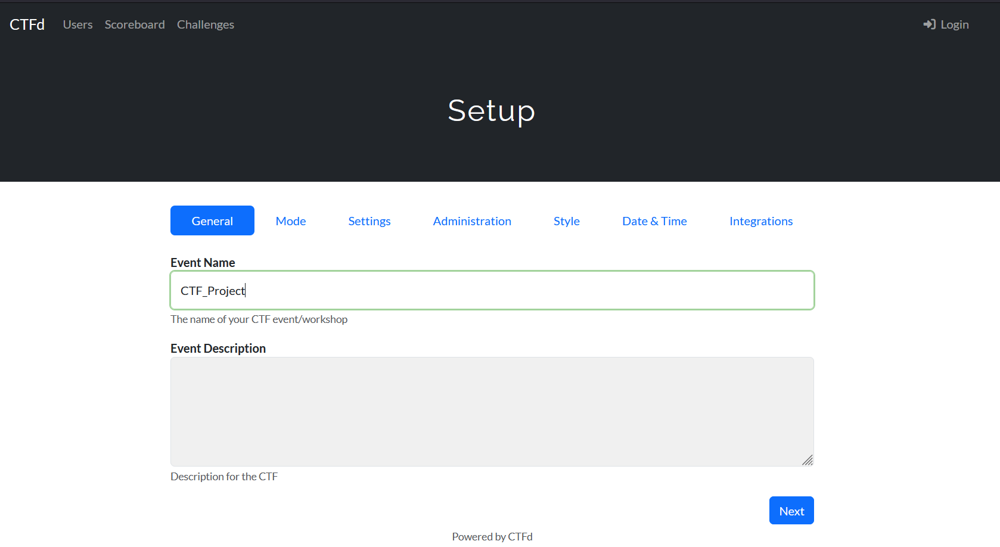 CTFd Users Scoreboard Challenges Login
Setup
General Mode Settings Administration Style Date & Time Integrations
Event Name
CTF_Project
The name of your CTF event/workshop
Event Description
Description for the CTF
Next
Powered by CTFd